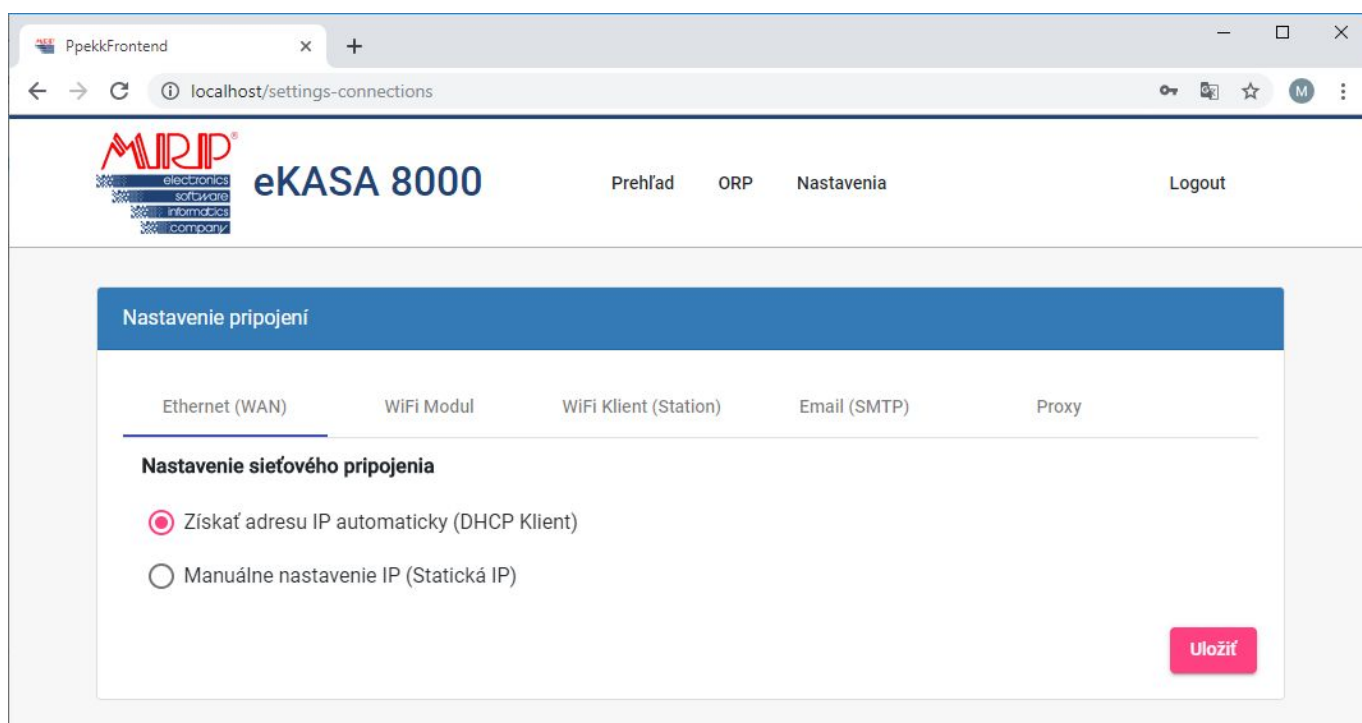 PpekkFrontend
localhost/settings-connections
M
MRP®
electronics
software
informatics
company
eKASA 8000
Prehľad ORP Nastavenia Logout
Nastavenie pripojení
Ethernet (WAN) WiFi Modul WiFi Klient (Station) Email (SMTP) Proxy
Nastavenie sieťového pripojenia
Získať adresu IP automaticky (DHCP Klient)
Manuálne nastavenie IP (Statická IP)
Uložiť